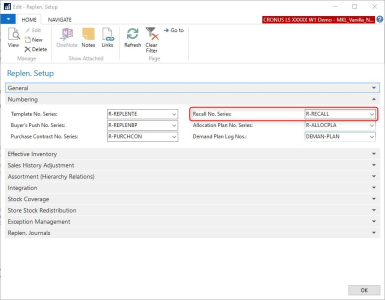 Edit - Replen. Setup
HOME NAVIGATE CRONUS LS XXXXX W1 Demo - MKL_Vanilla_N...
View Edit New Delete OneNote Notes Links Refresh Clear Filter Go to
Manage Show Attached Page
Replen. Setup
General
Numbering
Template No. Series: R-REPLENTE Recall No. Series: R-RECALL
Buyer's Push No. Series: R-REPLENBP Allocation Plan No. Series: R-ALLOCPLA
Purchase Contract No. Series: R-PURCHCON Demand Plan Log Nos.: DEMAN-PLAN
Effective Inventory
Sales History Adjustment
Assortment (Hierarchy Relations)
Integration
Stock Coverage
Store Stock Redistribution
Exception Management
Replen. Journals
OK